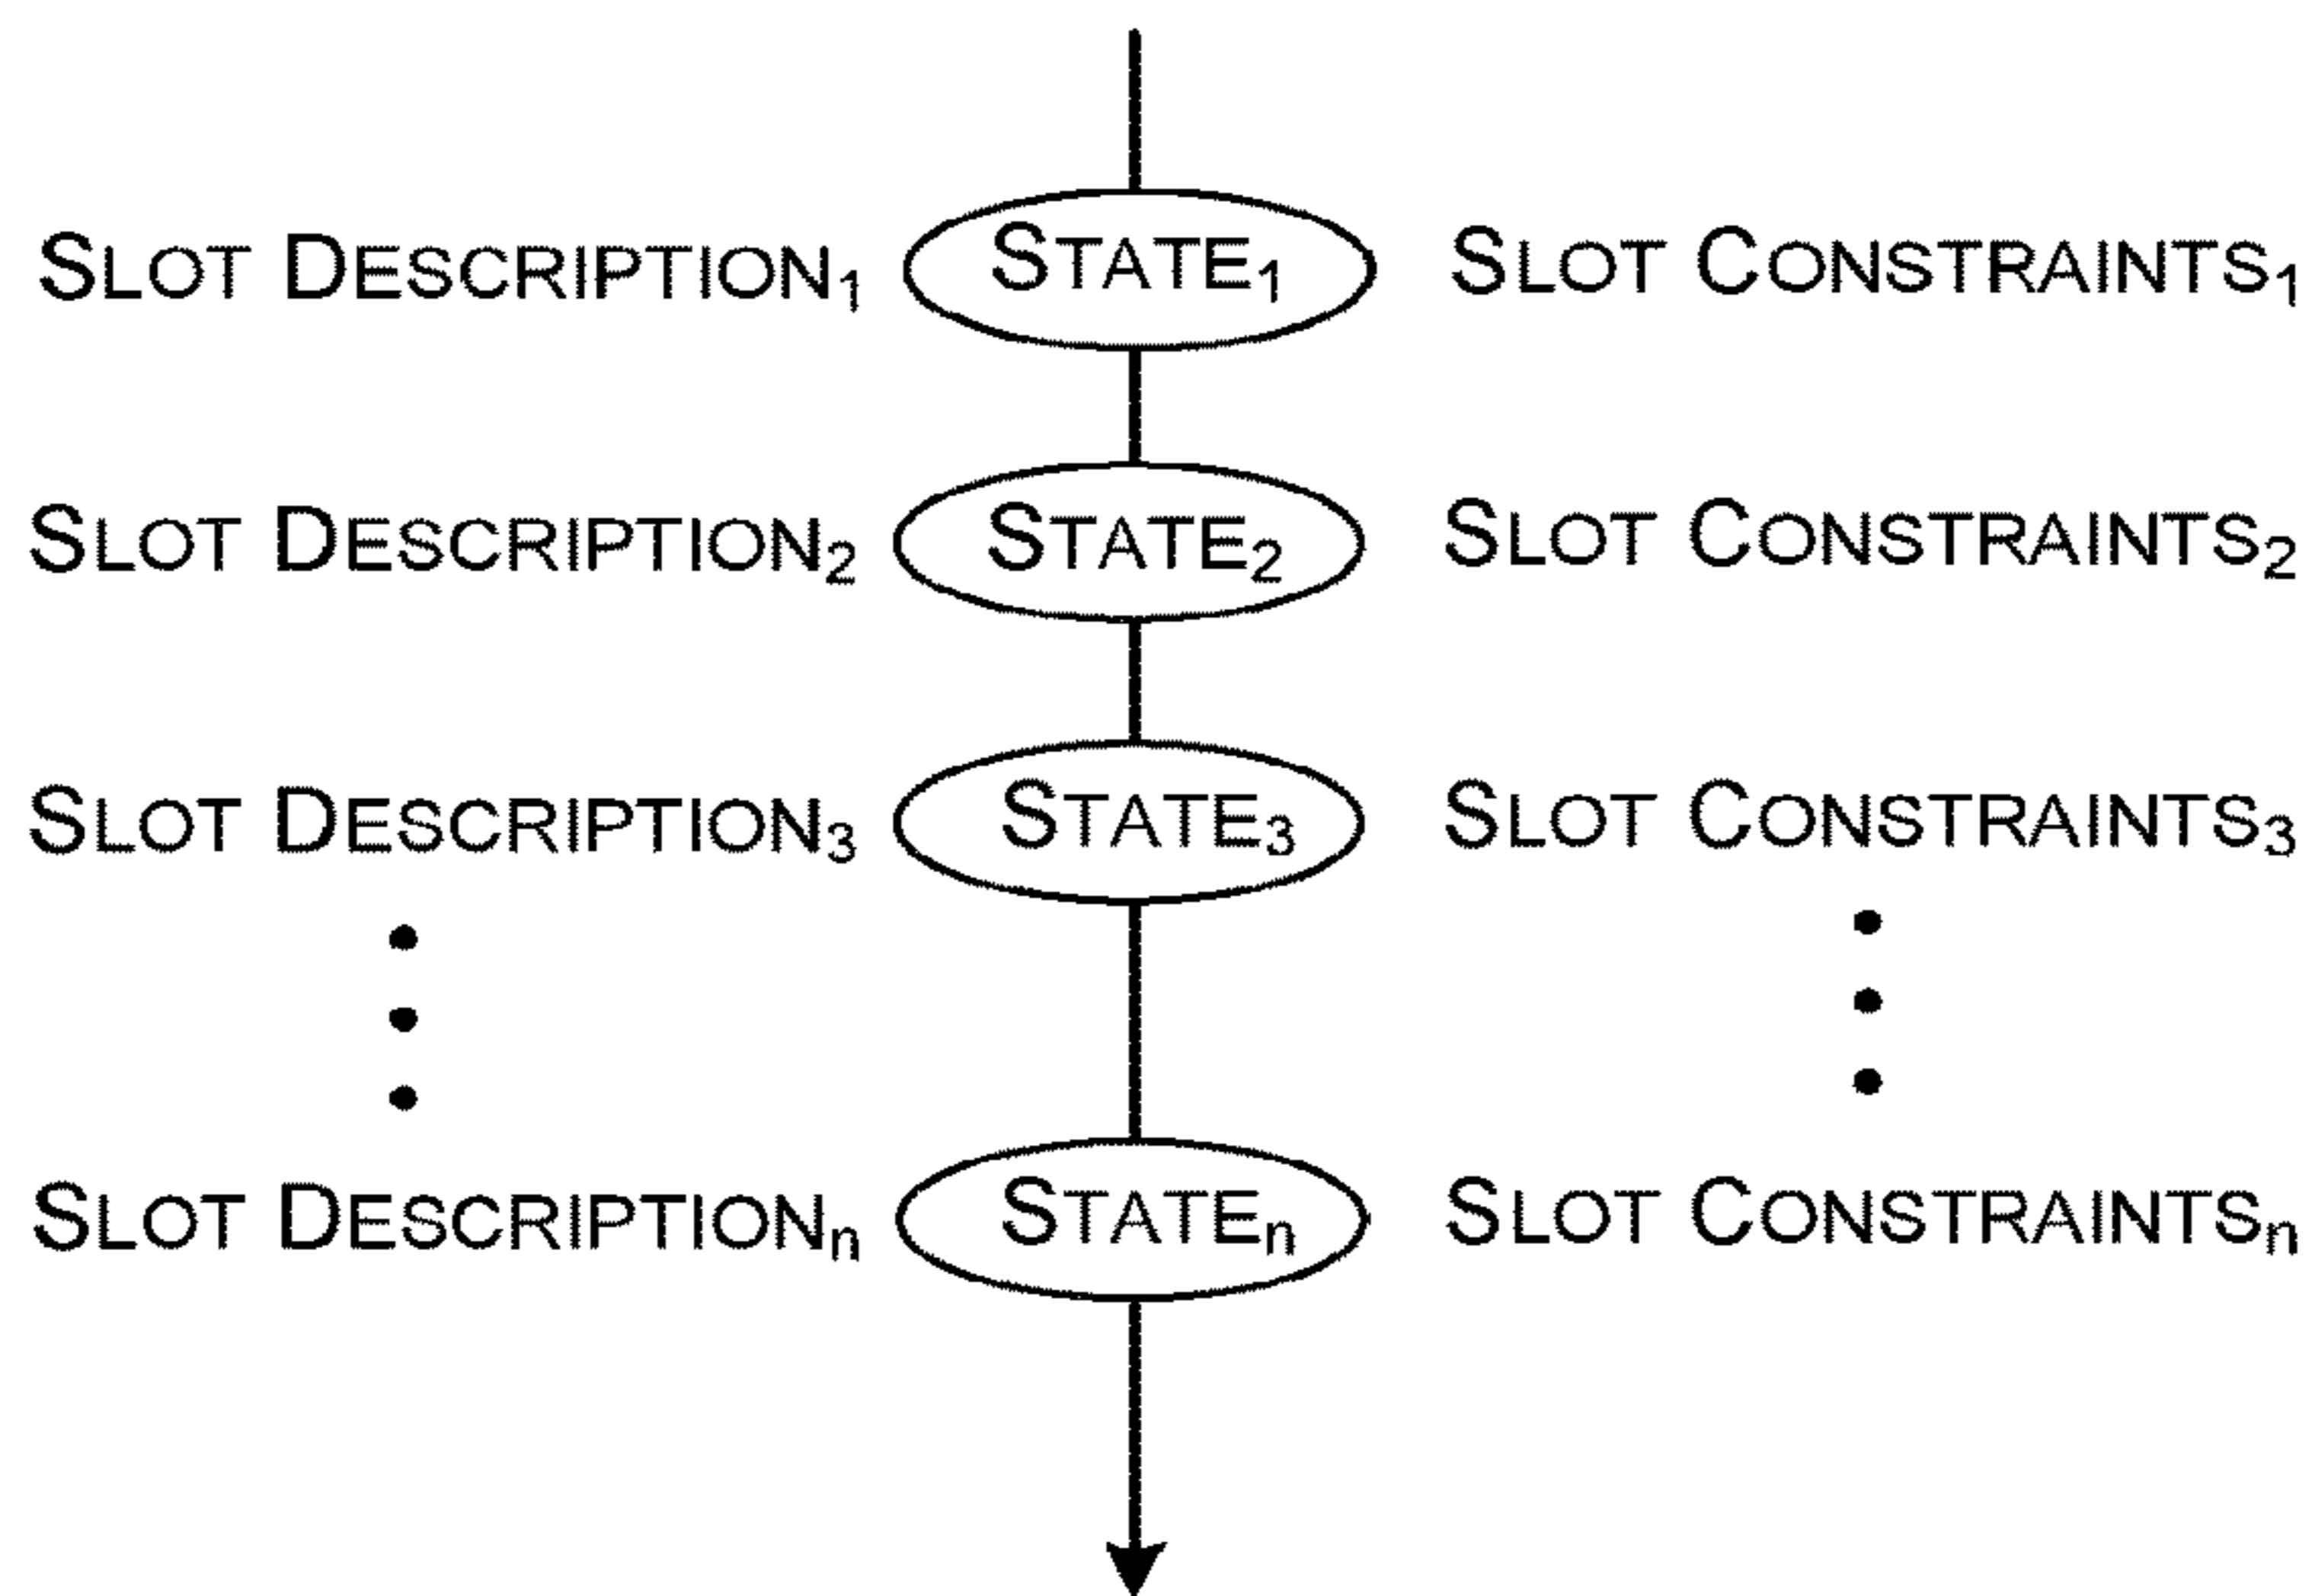 SLOT DESCRIPTION₁ STATE₁ SLOT CONSTRAINTS₁
SLOT DESCRIPTION₂ STATE₂ SLOT CONSTRAINTS₂
SLOT DESCRIPTION₃ STATE₃ SLOT CONSTRAINTS₃
SLOT DESCRIPTIONₙ STATEₙ SLOT CONSTRAINTSₙ